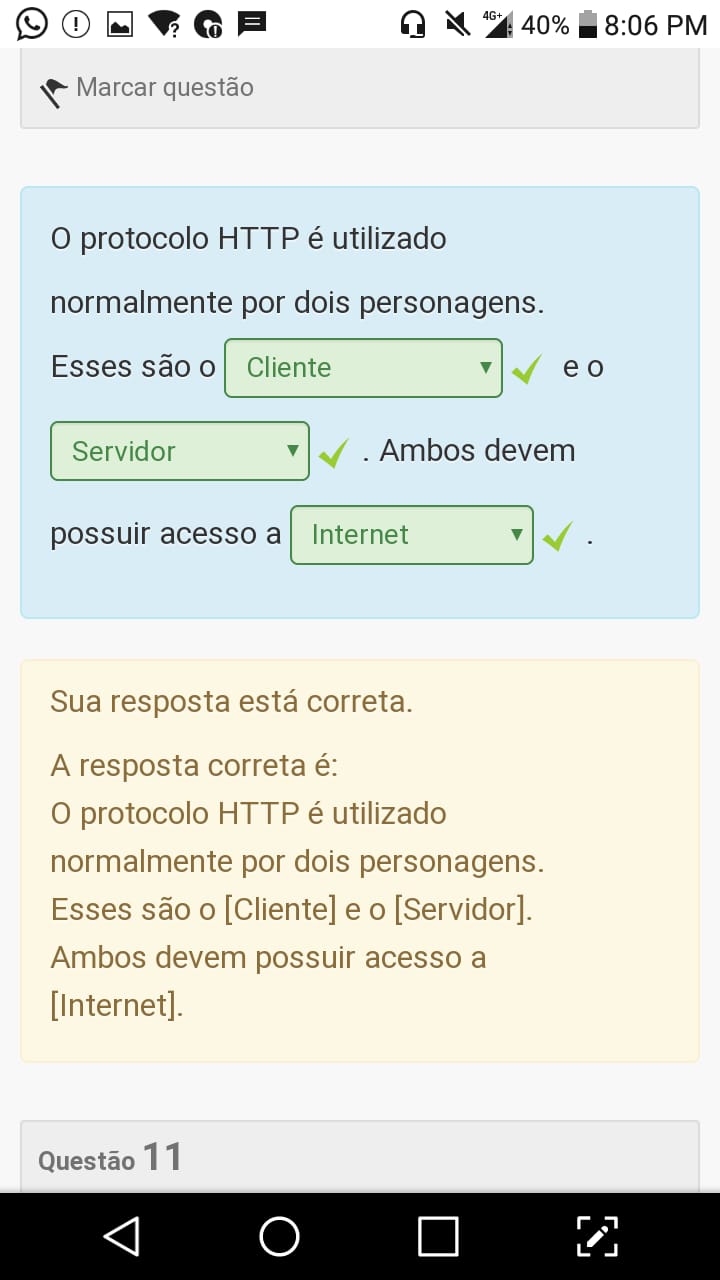 4G+ 40% 8:06 PM
Marcar questão
O protocolo HTTP é utilizado
normalmente por dois personagens.
Esses são o Cliente e o
Servidor . Ambos devem
possuir acesso a Internet .
Sua resposta está correta.
A resposta correta é:
O protocolo HTTP é utilizado
normalmente por dois personagens.
Esses são o [Cliente] e o [Servidor].
Ambos devem possuir acesso a
[Internet].
Questão 11